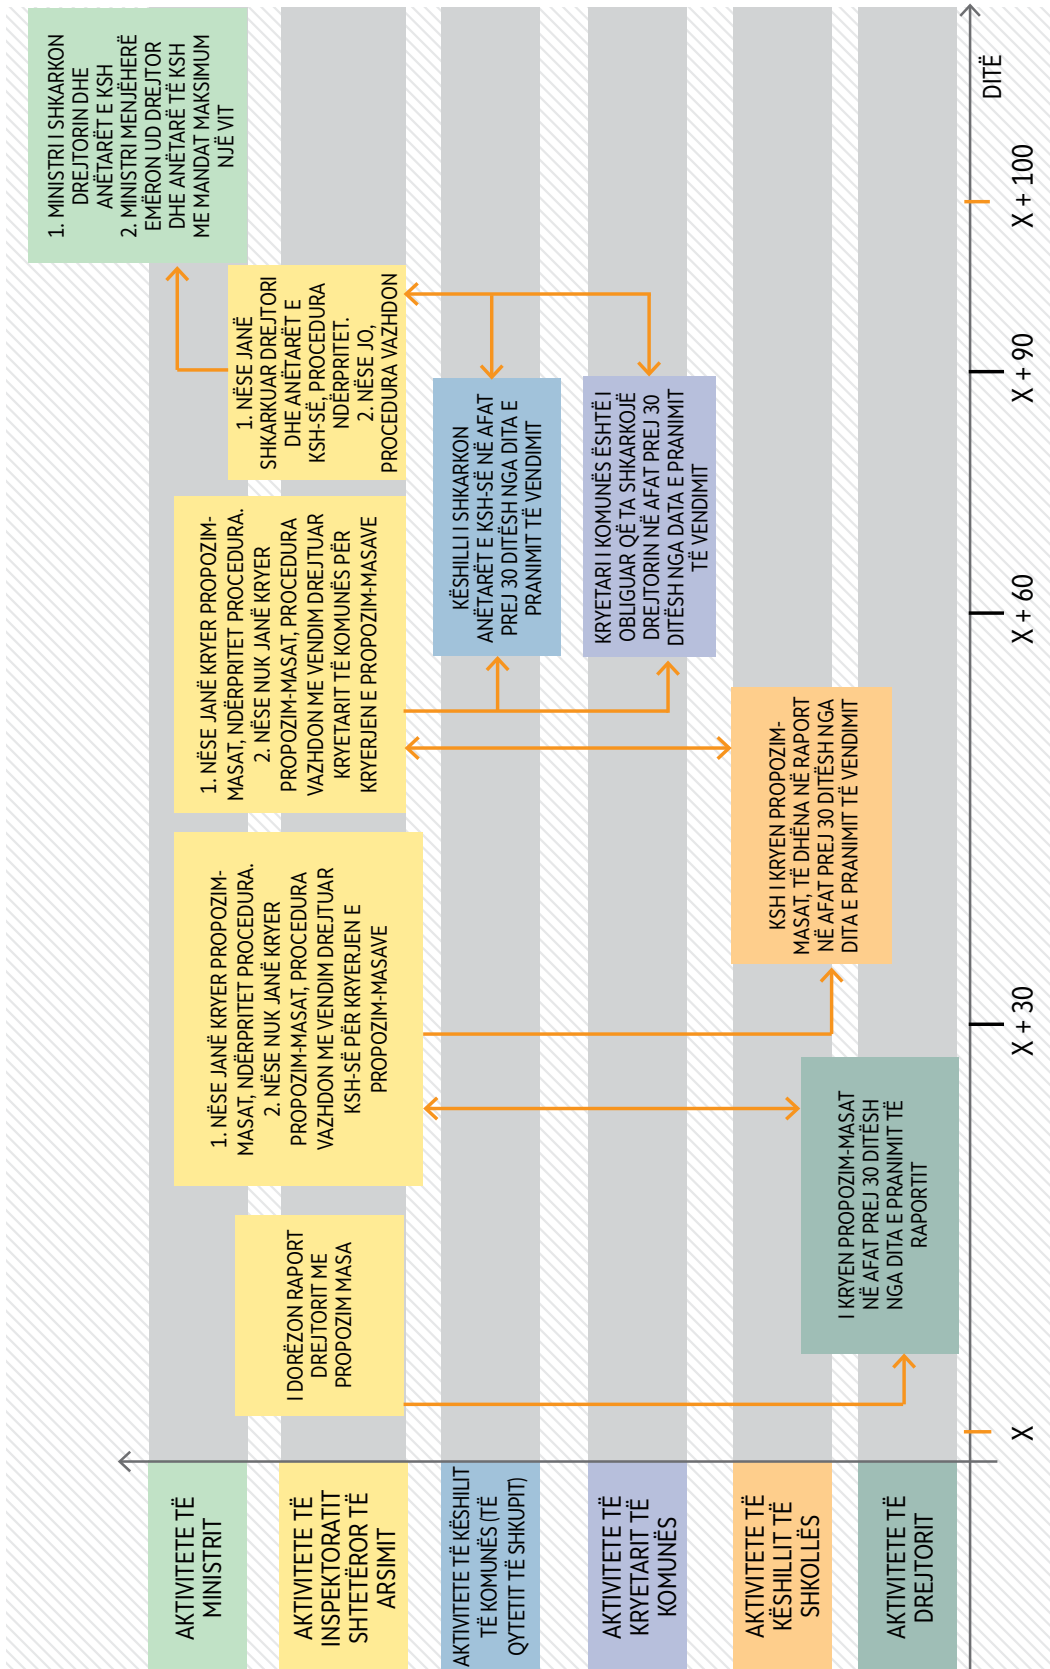 AKTIVITETE TË
MINISTRIT
1. MINISTRI I SHKARKON
DREJTORIN DHE
ANËTARËT E KSH
2. MINISTRI MENJËHERË
EMËRON UD DREJTOR
DHE ANËTARË TË KSH
ME MANDAT MAKSIMUM
NJË VIT
AKTIVITETE TË
INSPEKTORATIT
SHTETËROR TË
ARSIMIT
I DORËZON RAPORT
DREJTORIT ME
PROPOZIM MASA
1. NËSE JANË KRYER PROPOZIM-
MASAT, NDËRPRITET PROCEDURA.
2. NËSE NUK JANË KRYER
PROPOZIM-MASAT, PROCEDURA
VAZHDON ME VENDIM DREJTUAR
KSH-SË PËR KRYERJEN E
PROPOZIM-MASAVE
1. NËSE JANË KRYER PROPOZIM-
MASAT, NDËRPRITET PROCEDURA.
2. NËSE NUK JANË KRYER
PROPOZIM-MASAT, PROCEDURA
VAZHDON ME VENDIM DREJTUAR
KRYETARIT TË KOMUNËS PËR
KRYERJEN E PROPOZIM-MASAVE
1. NËSE JANË
SHKARKUAR DREJTORI
DHE ANËTARËT E
KSH-SË, PROCEDURA
NDËRPRITET.
2. NËSE JO,
PROCEDURA VAZHDON
AKTIVITETE TË KËSHILIT
TË KOMUNËS (TË
QYTETIT TË SHKUPIT)
KËSHILLI I SHKARKON
ANËTARËT E KSH-SË NË AFAT
PREJ 30 DITËSH NGA DITA E
PRANIMIT TË VENDIMIT
AKTIVITETE TË
KRYETARIT TË
KOMUNËS
KRYETARI I KOMUNËS ËSHTË I
OBLIGUAR QË TA SHKARKOJË
DREJTORIN NË AFAT PREJ 30
DITËSH NGA DATA E PRANIMIT
TË VENDIMIT
AKTIVITETE TË
KËSHILLIT TË
SHKOLLËS
KSH I KRYEN PROPOZIM-
MASAT, TË DHËNA NË RAPORT
NË AFAT PREJ 30 DITËSH NGA
DITA E PRANIMIT TË VENDIMIT
AKTIVITETE TË
DREJTORIT
I KRYEN PROPOZIM-MASAT
NË AFAT PREJ 30 DITËSH
NGA DITA E PRANIMIT TË
RAPORTIT
DITË
X
X + 30
X + 60
X + 90
X + 100